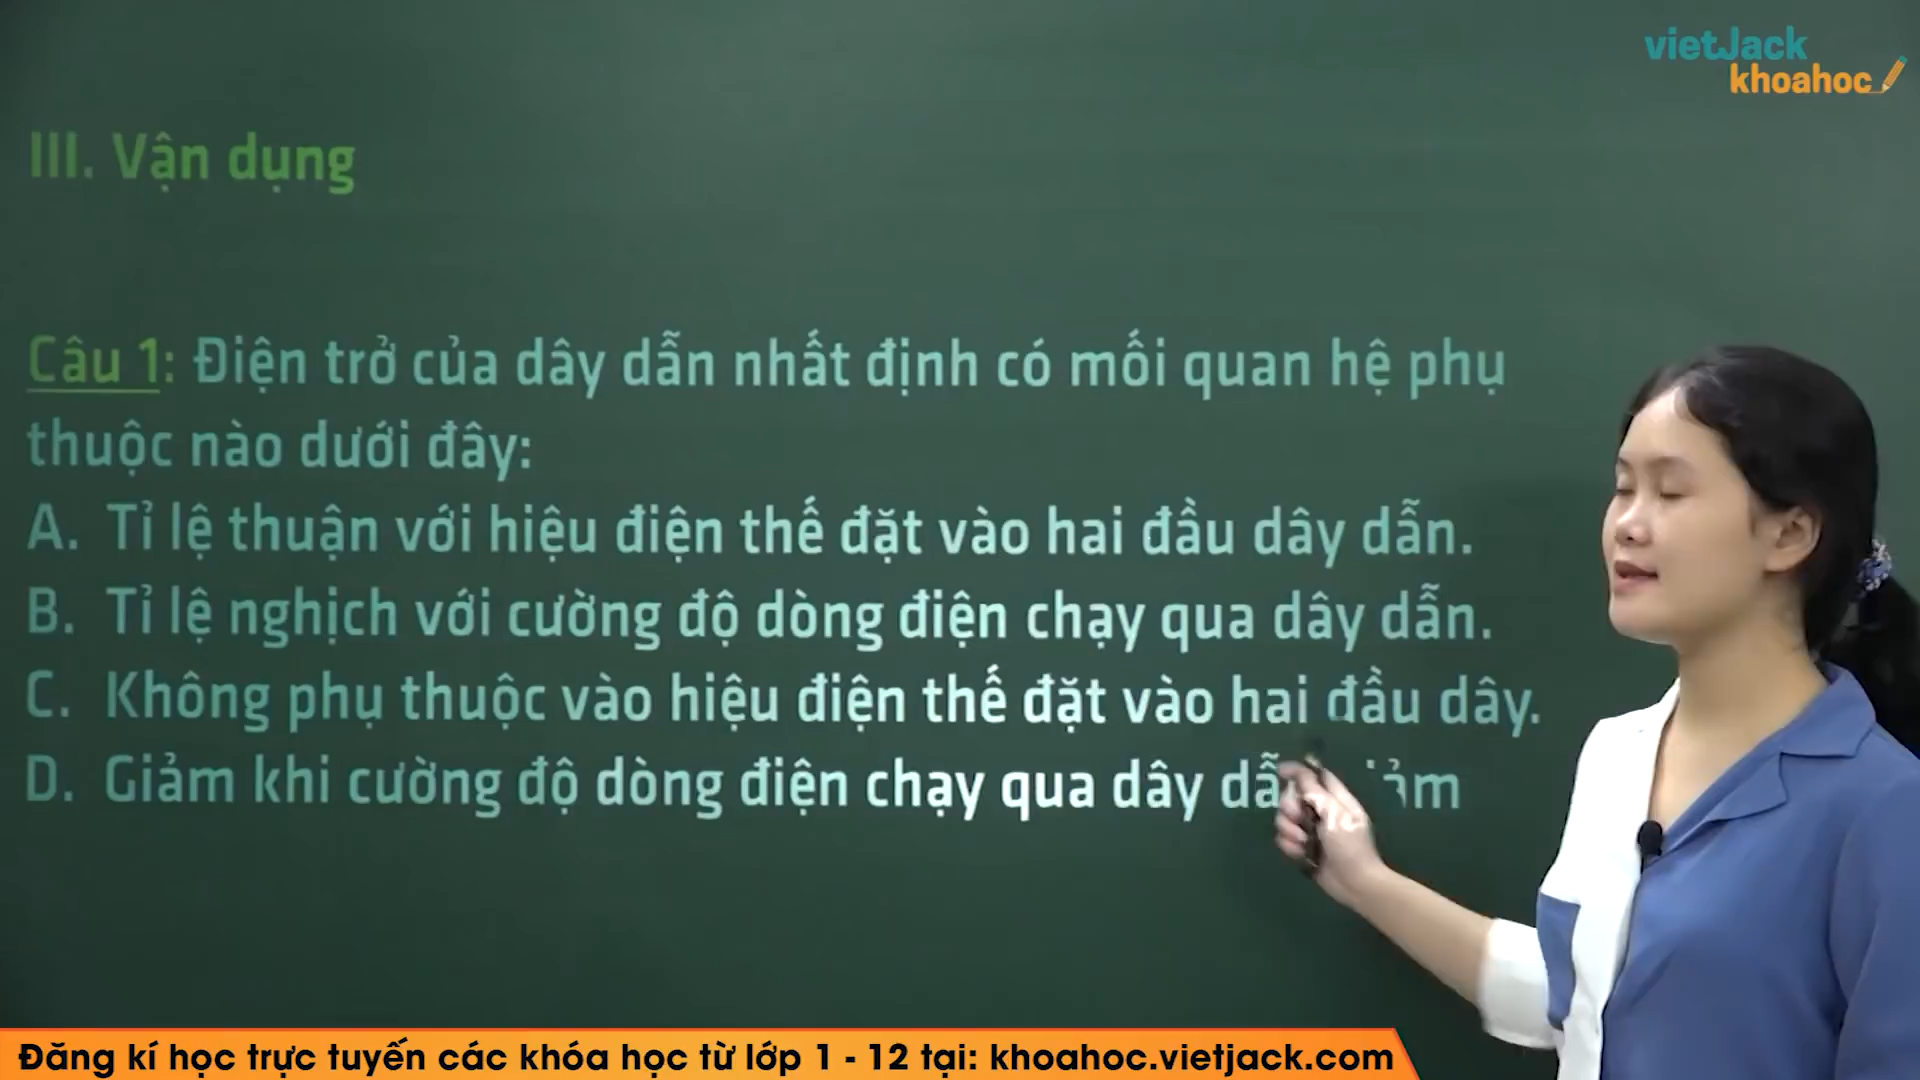 vietJack
khoahoc
III. Vận dụng
Câu 1: Điện trở của dây dẫn nhất định có mối quan hệ phụ
thuộc nào dưới đây:
A. Tỉ lệ thuận với hiệu điện thế đặt vào hai đầu dây dẫn.
B. Tỉ lệ nghịch với cường độ dòng điện chạy qua dây dẫn.
C. Không phụ thuộc vào hiệu điện thế đặt vào hai đầu dây.
D. Giảm khi cường độ dòng điện chạy qua dây
Đăng kí học trực tuyến các khóa học từ lớp 1 - 12 tại: khoahoc.vietjack.com